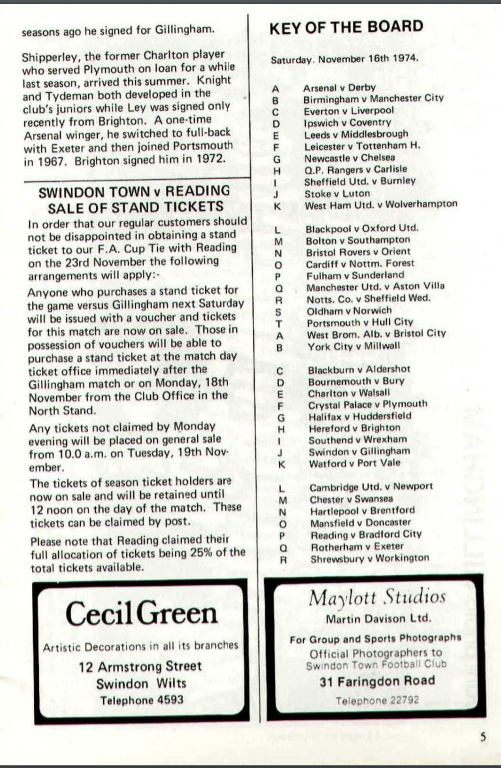 seasons ago he signed for Gillingham.
Shipperley, the former Charlton player
who served Plymouth on loan for a while
last season, arrived this summer. Knight
and Tydeman both developed in the
club's juniors while Ley was signed only
recently from Brighton. A one-time
Arsenal winger, he switched to full-back
with Exeter and then joined Portsmouth
in 1967. Brighton signed him in 1972.
SWINDON TOWN v READING
SALE OF STAND TICKETS
In order that our regular customers should
not be disappointed in obtaining a stand
ticket to our F.A. Cup Tie with Reading
on the 23rd November the following
arrangements will apply:-
Anyone who purchases a stand ticket for
the game versus Gillingham next Saturday
will be issued with a voucher and tickets
for this match are now on sale. Those in
possession of vouchers will be able to
purchase a stand ticket at the match day
ticket office immediately after the
Gillingham match or on Monday, 18th
November from the Club Office in the
North Stand.
Any tickets not claimed by Monday
evening will be placed on general sale
from 10.0 a.m. on Tuesday, 19th Nov-
ember.
The tickets of season ticket holders are
now on sale and will be retained until
12 noon on the day of the match. These
tickets can be claimed by post.
Please note that Reading claimed their
full allocation of tickets being 25% of the
total tickets available.
Cecil Green
Artistic Decorations in all its branches
12 Armstrong Street
Swindon Wilts
Telephone 4593
KEY OF THE BOARD
Saturday. November 16th 1974.
A Arsenal v Derby
B Birmingham v Manchester City
C Everton v Liverpool
D Ipswich v Coventry
E Leeds v Middlesbrough
F Leicester v Tottenham H.
G Newcastle v Chelsea
H Q.P. Rangers v Carlisle
I Sheffield Utd. v Burnley
J Stoke v Luton
K West Ham Utd. v Wolverhampton
L Blackpool v Oxford Utd.
M Bolton v Southampton
N Bristol Rovers v Orient
O Cardiff v Nottm. Forest
P Fulham v Sunderland
Q Manchester Utd. v Aston Villa
R Notts. Co. v Sheffield Wed.
S Oldham v Norwich
T Portsmouth v Hull City
A West Brom. Alb. v Bristol City
B York City v Millwall
C Blackburn v Aldershot
D Bournemouth v Bury
E Charlton v Walsall
F Crystal Palace v Plymouth
G Halifax v Huddersfield
H Hereford v Brighton
I Southend v Wrexham
J Swindon v Gillingham
K Watford v Port Vale
L Cambridge Utd. v Newport
M Chester v Swansea
N Hartlepool v Brentford
O Mansfield v Doncaster
P Reading v Bradford City
Q Rotherham v Exeter
R Shrewsbury v Workington
Maylott Studios
Martin Davison Ltd.
For Group and Sports Photographs
Official Photographers to
Swindon Town Football Club
31 Faringdon Road
Telephone 22792
5